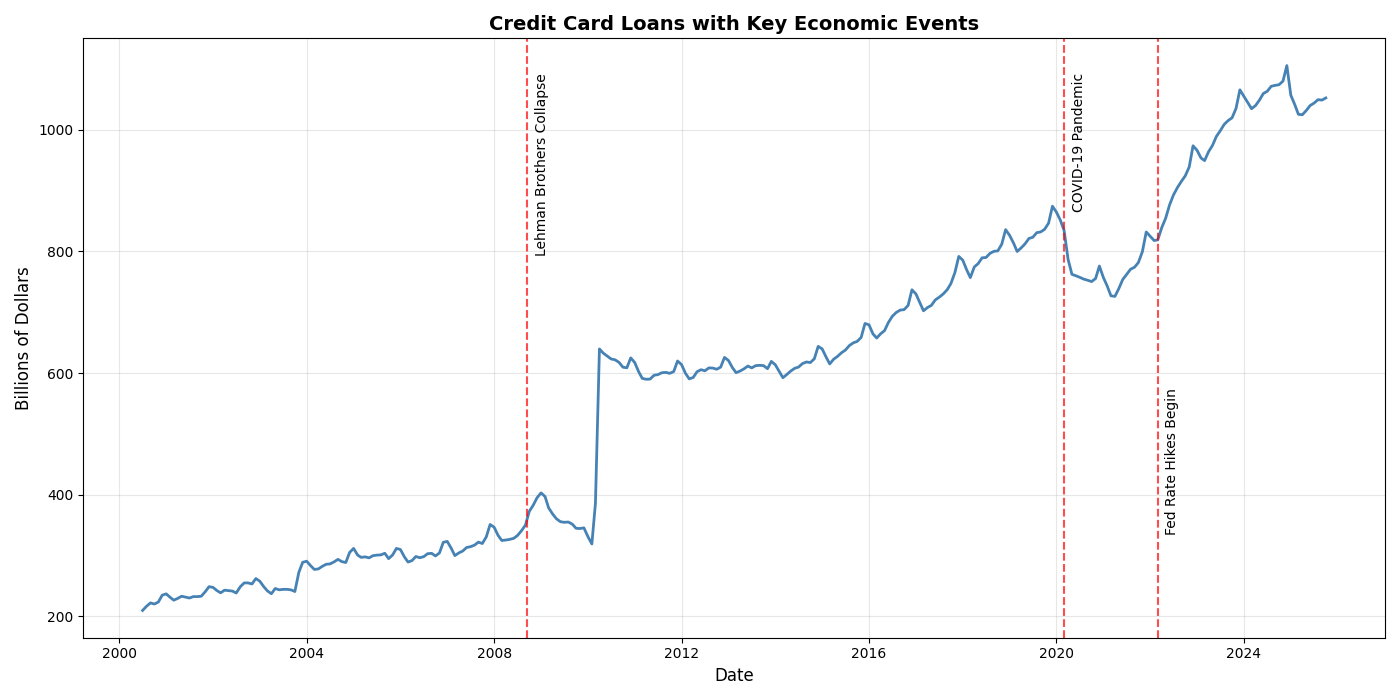 Credit Card Loans with Key Economic Events
Billions of Dollars
1000
800
600
400
200
Lehman Brothers Collapse
COVID-19 Pandemic
Fed Rate Hikes Begin
2000
2004
2008
2012
2016
2020
2024
Date